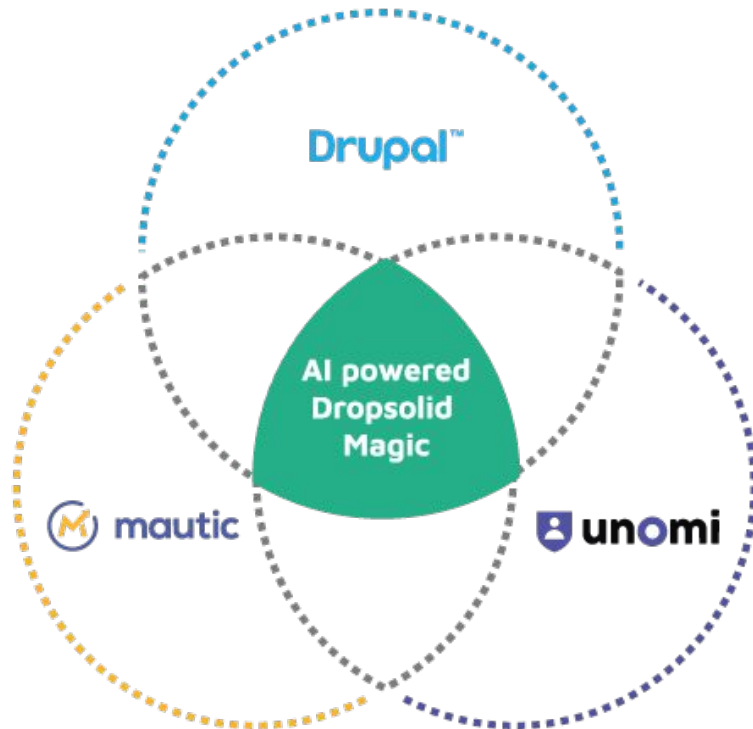 Drupal™
AI powered
Dropsolid
Magic
mautic
unomi